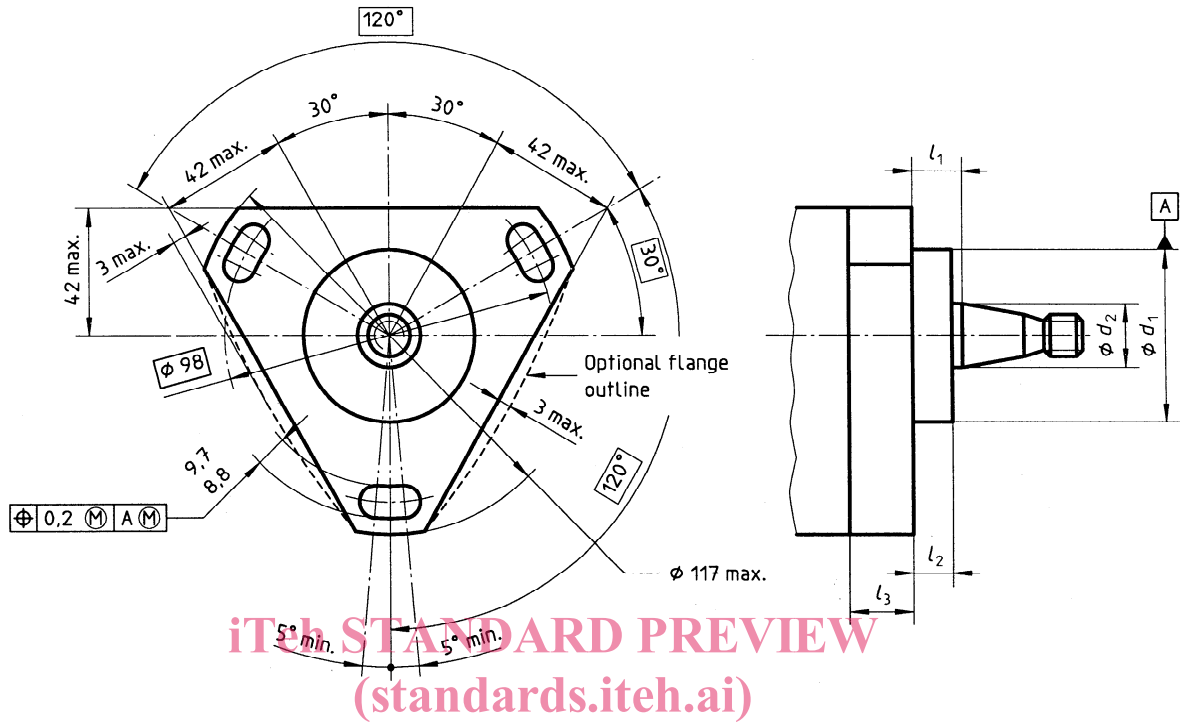 120°
30° 30°
42 max. 42 max.
l1
A
3 max.
42 max.
30°
ϕ d2
ϕ d1
ϕ 98
Optional flange
outline
3 max.
9,7
8,8
120°
⌖ 0,2 Ⓜ A Ⓜ
l2
ϕ 117 max.
l3
iTeh STANDARD PREVIEW
5° min. 5° min.
(standards.iteh.ai)